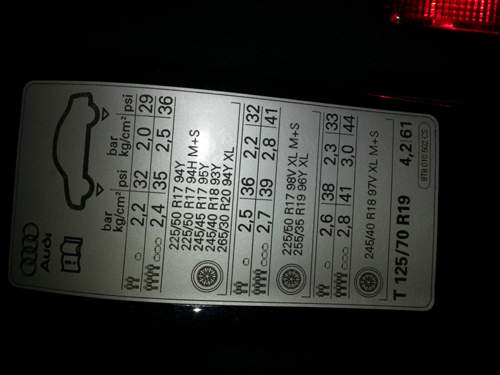 Audi
bar bar
kg/cm² psi kg/cm² psi
2,2 32 2,0 29
2,4 35 2,5 36
225/50 R17 94Y
225/50 R17 94H M+S
245/45 R17 95Y
245/40 R18 93Y
265/30 R20 94Y XL
2,5 36 2,2 32
2,7 39 2,8 41
225/50 R17 98V XL M+S
255/35 R19 96Y XL
2,6 38 2,3 33
2,8 41 3,0 44
245/40 R18 97V XL M+S
T 125/70 R19 4,2 61